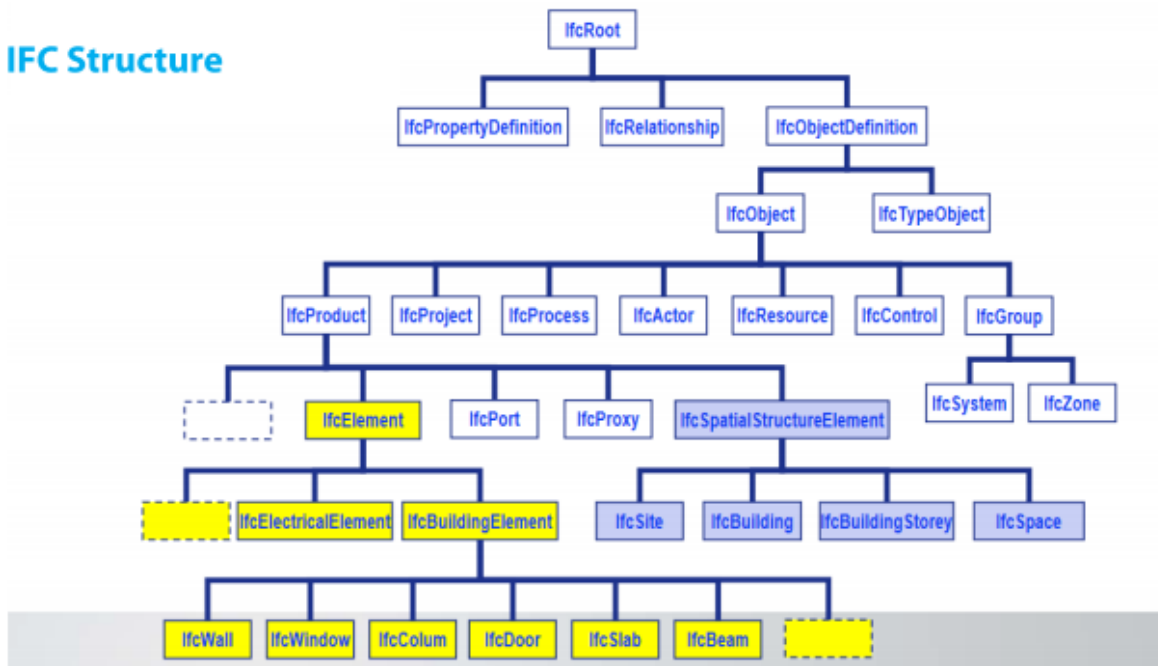 IfcRoot
IFC Structure
IfcPropertyDefinition IfcRelationship IfcObjectDefinition
IfcObject IfcTypeObject
IfcProduct IfcProject IfcProcess IfcActor IfcResource IfcControl IfcGroup
IfcElement IfcPort IfcProxy IfcSpatialStructureElement IfcSystem IfcZone
IfcElectricalElement IfcBuildingElement IfcSite IfcBuilding IfcBuildingStorey IfcSpace
IfcWall IfcWindow IfcColum IfcDoor IfcSlab IfcBeam